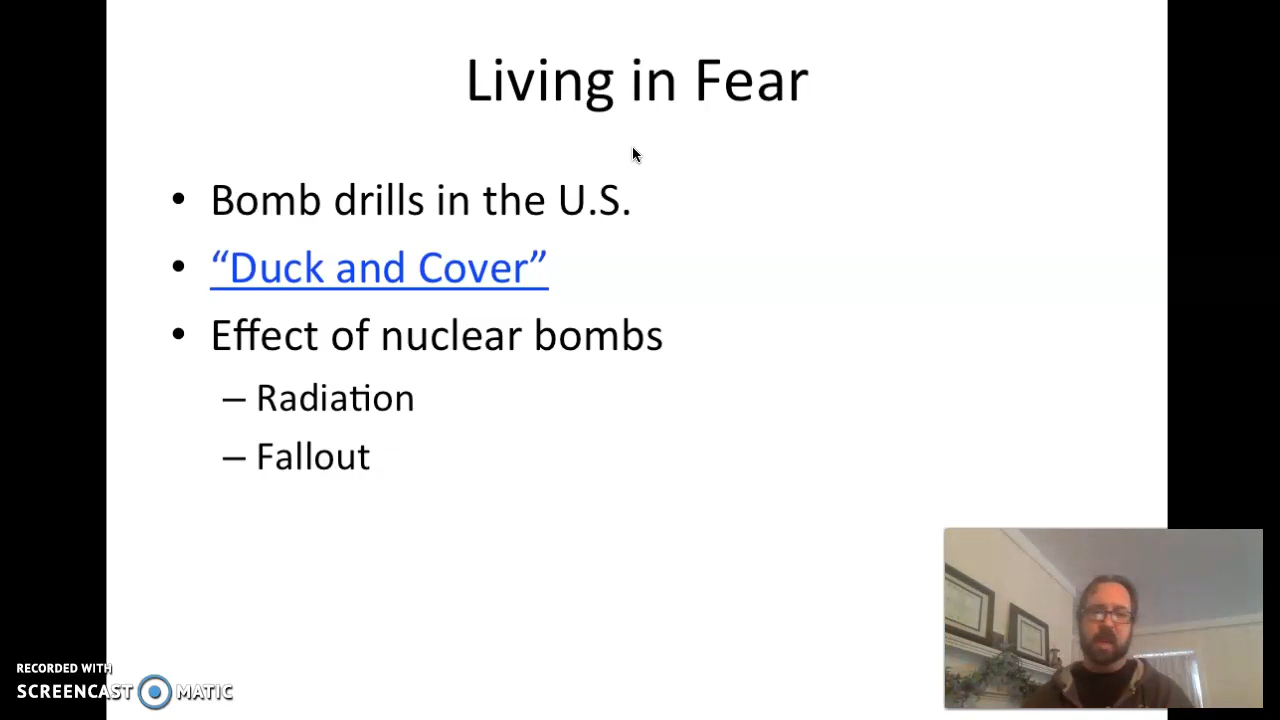 Living in Fear
• Bomb drills in the U.S.
• “Duck and Cover”
• Effect of nuclear bombs
– Radiation
– Fallout
RECORDED WITH
SCREENCAST MATIC